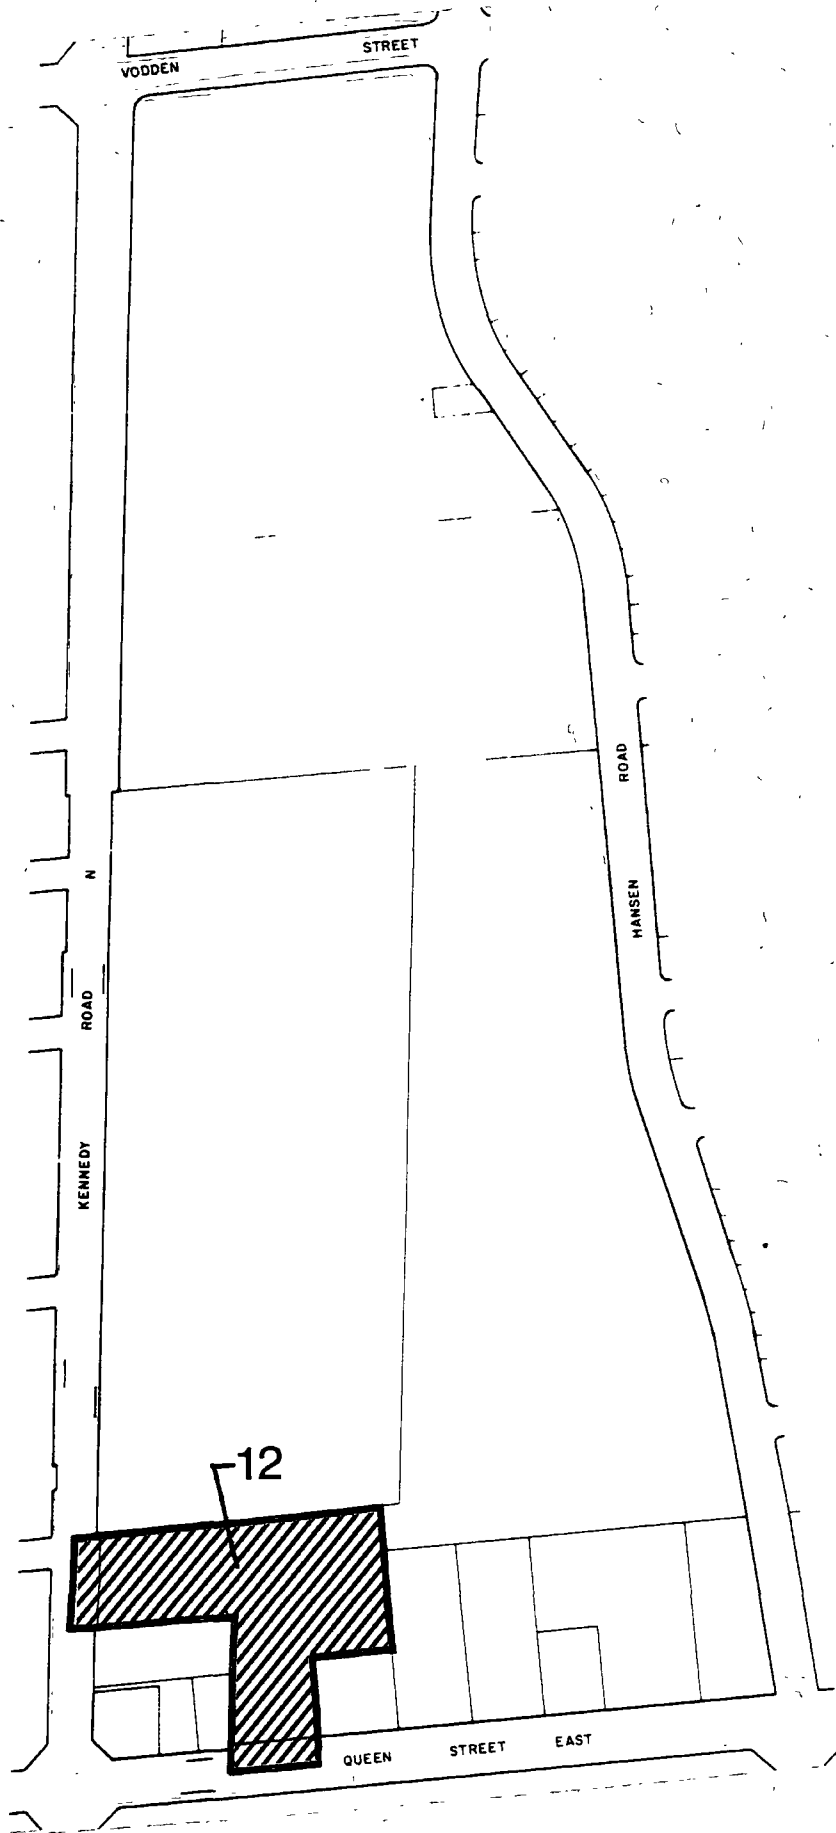 VODDEN STREET
ROAD
HANSEN
N
ROAD
KENNEDY
12
QUEEN STREET EAST